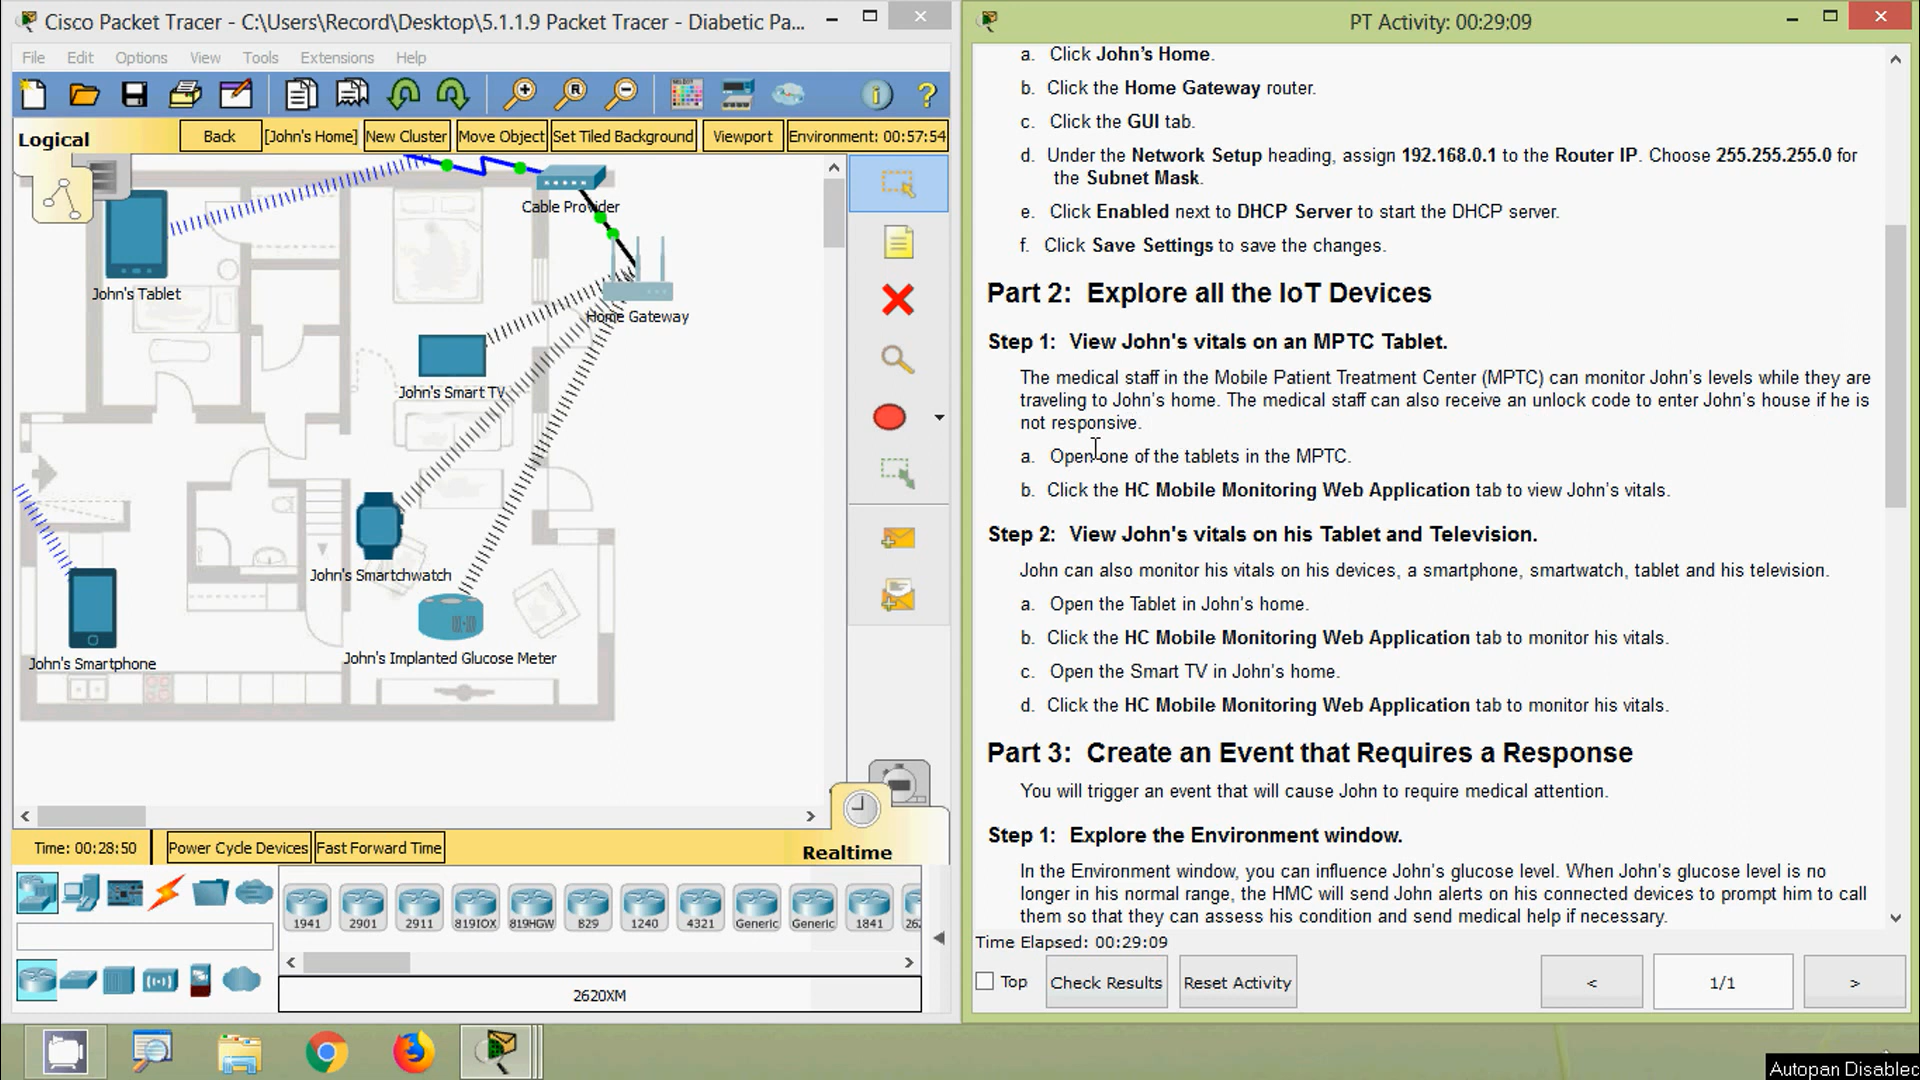 Cisco Packet Tracer - C:\Users\Record\Desktop\5.1.1.9 Packet Tracer - Diabetic Pa...
File Edit Options View Tools Extensions Help
Logical
Back
[John's Home]
New Cluster
Move Object
Set Tiled Background
Viewport
Environment: 00:57:54
Cable Provider
John's Tablet
Home Gateway
John's Smart TV
John's Smartchwatch
John's Smartphone
John's Implanted Glucose Meter
Time: 00:28:50
Power Cycle Devices
Fast Forward Time
Realtime
1941 2901 2911 819IOX 819HGW 829 1240 4321 Generic Generic 1841 262
2620XM
PT Activity: 00:29:09
a. Click John's Home.
b. Click the Home Gateway router.
c. Click the GUI tab.
d. Under the Network Setup heading, assign 192.168.0.1 to the Router IP. Choose 255.255.255.0 for
the Subnet Mask.
e. Click Enabled next to DHCP Server to start the DHCP server.
f. Click Save Settings to save the changes.
Part 2: Explore all the IoT Devices
Step 1: View John's vitals on an MPTC Tablet.
The medical staff in the Mobile Patient Treatment Center (MPTC) can monitor John's levels while they are
traveling to John's home. The medical staff can also receive an unlock code to enter John's house if he is
not responsive.
a. Open one of the tablets in the MPTC.
b. Click the HC Mobile Monitoring Web Application tab to view John's vitals.
Step 2: View John's vitals on his Tablet and Television.
John can also monitor his vitals on his devices, a smartphone, smartwatch, tablet and his television.
a. Open the Tablet in John's home.
b. Click the HC Mobile Monitoring Web Application tab to monitor his vitals.
c. Open the Smart TV in John's home.
d. Click the HC Mobile Monitoring Web Application tab to monitor his vitals.
Part 3: Create an Event that Requires a Response
You will trigger an event that will cause John to require medical attention.
Step 1: Explore the Environment window.
In the Environment window, you can influence John's glucose level. When John's glucose level is no
longer in his normal range, the HMC will send John alerts on his connected devices to prompt him to call
them so that they can assess his condition and send medical help if necessary.
Time Elapsed: 00:29:09
Top
Check Results
Reset Activity
<
1/1
>
Autopan Disabled